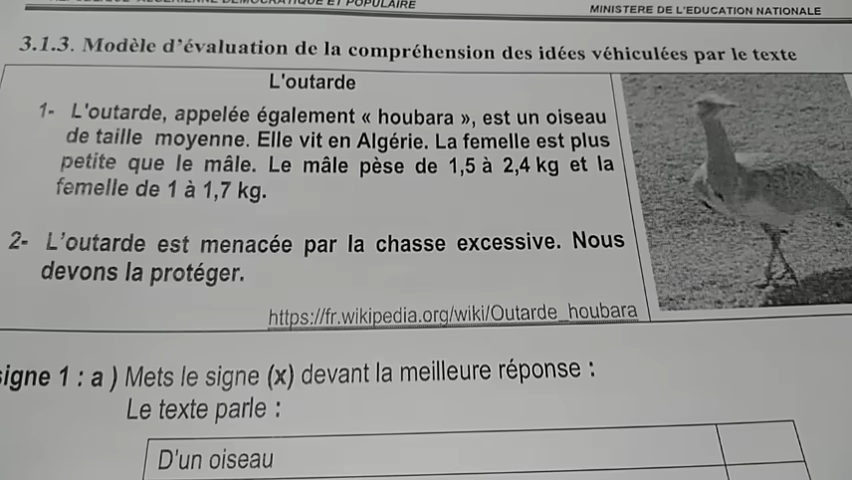 MINISTERE DE L'EDUCATION NATIONALE
3.1.3. Modèle d'évaluation de la compréhension des idées véhiculées par le texte
L'outarde
1- L'outarde, appelée également « houbara », est un oiseau
de taille moyenne. Elle vit en Algérie. La femelle est plus
petite que le mâle. Le mâle pèse de 1,5 à 2,4 kg et la
femelle de 1 à 1,7 kg.
2- L'outarde est menacée par la chasse excessive. Nous
devons la protéger.
https://fr.wikipedia.org/wiki/Outarde_houbara
signe 1 : a ) Mets le signe (x) devant la meilleure réponse :
Le texte parle :
D'un oiseau